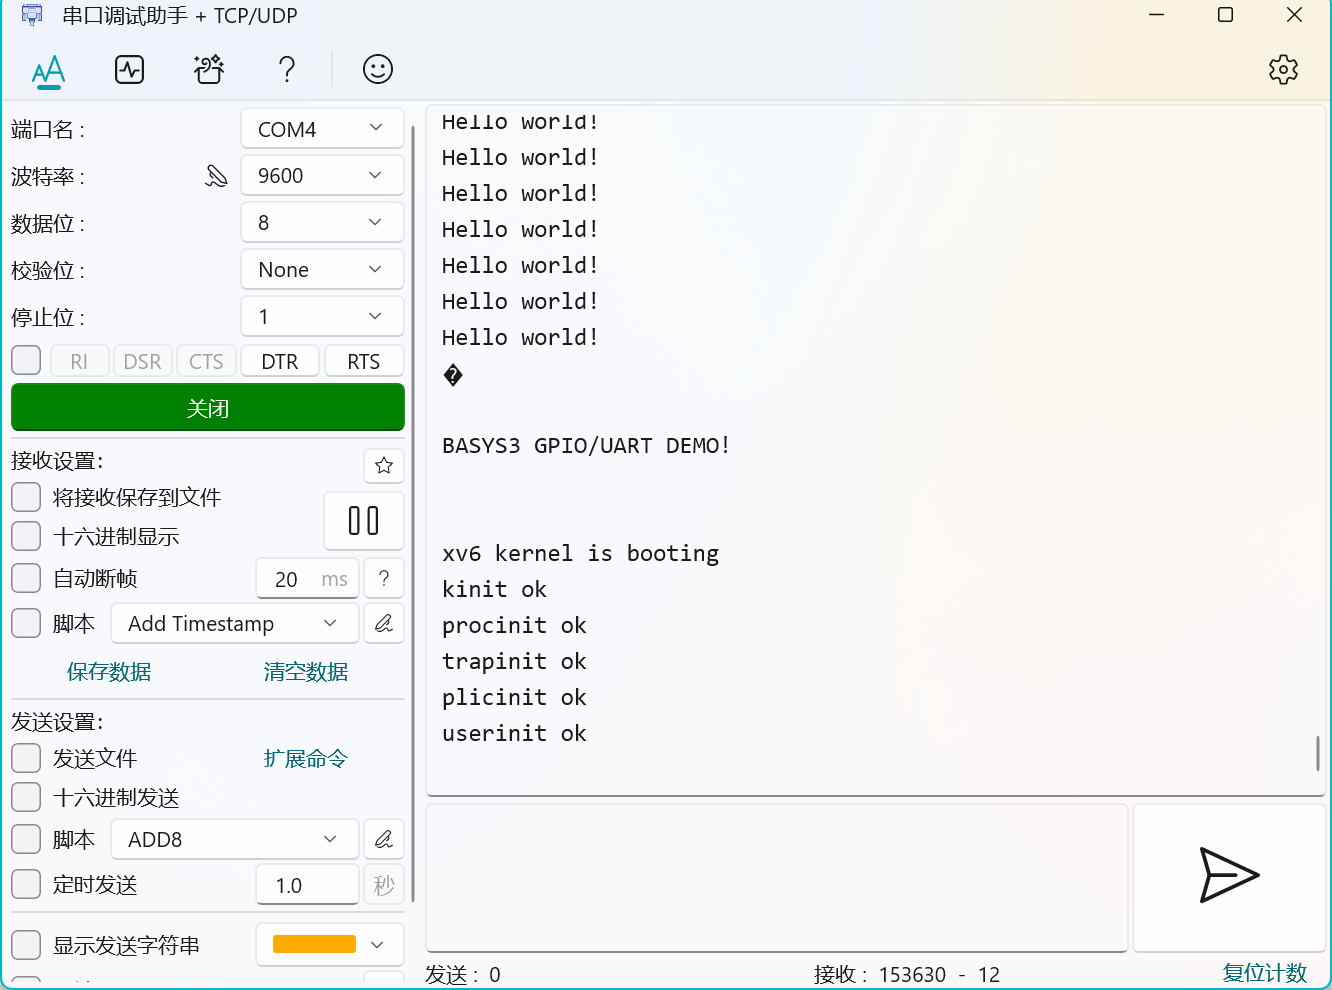 串口调试助手 + TCP/UDP
端口名 :
COM4
波特率 :
9600
数据位 :
8
校验位 :
None
停止位 :
1
RI
DSR
CTS
DTR
RTS
关闭
接收设置:
将接收保存到文件
十六进制显示
自动断帧
20 ms
?
脚本
Add Timestamp
保存数据
清空数据
发送设置:
发送文件
扩展命令
十六进制发送
脚本
ADD8
定时发送
1.0
秒
显示发送字符串
Hello world!
Hello world!
Hello world!
Hello world!
Hello world!
Hello world!
Hello world!
�
BASYS3 GPIO/UART DEMO!
xv6 kernel is booting
kinit ok
procinit ok
trapinit ok
plicinit ok
userinit ok
发送 : 0
接收 : 153630 - 12
复位计数